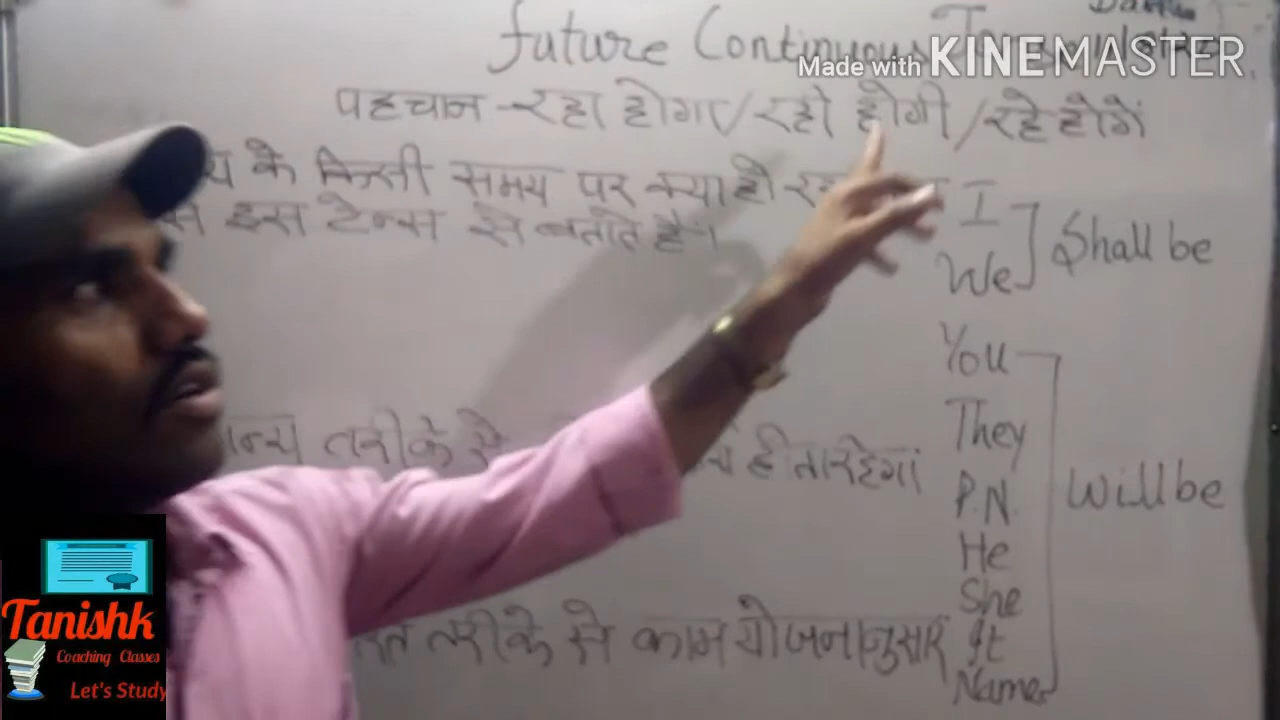 Future Continuous
Made with KINEMASTER
पहचान - रहा होगा / रही होगी / रहे होगें
के किसी समय पर क्या हो
इस टेन्स से बताते है।
I
We
Shall be
You
They
P.N.
He
She
It
Name
Will be
तरीके से
तरीके से काम योजनानुसार
Tanishk
Coaching Classes
Let's Study